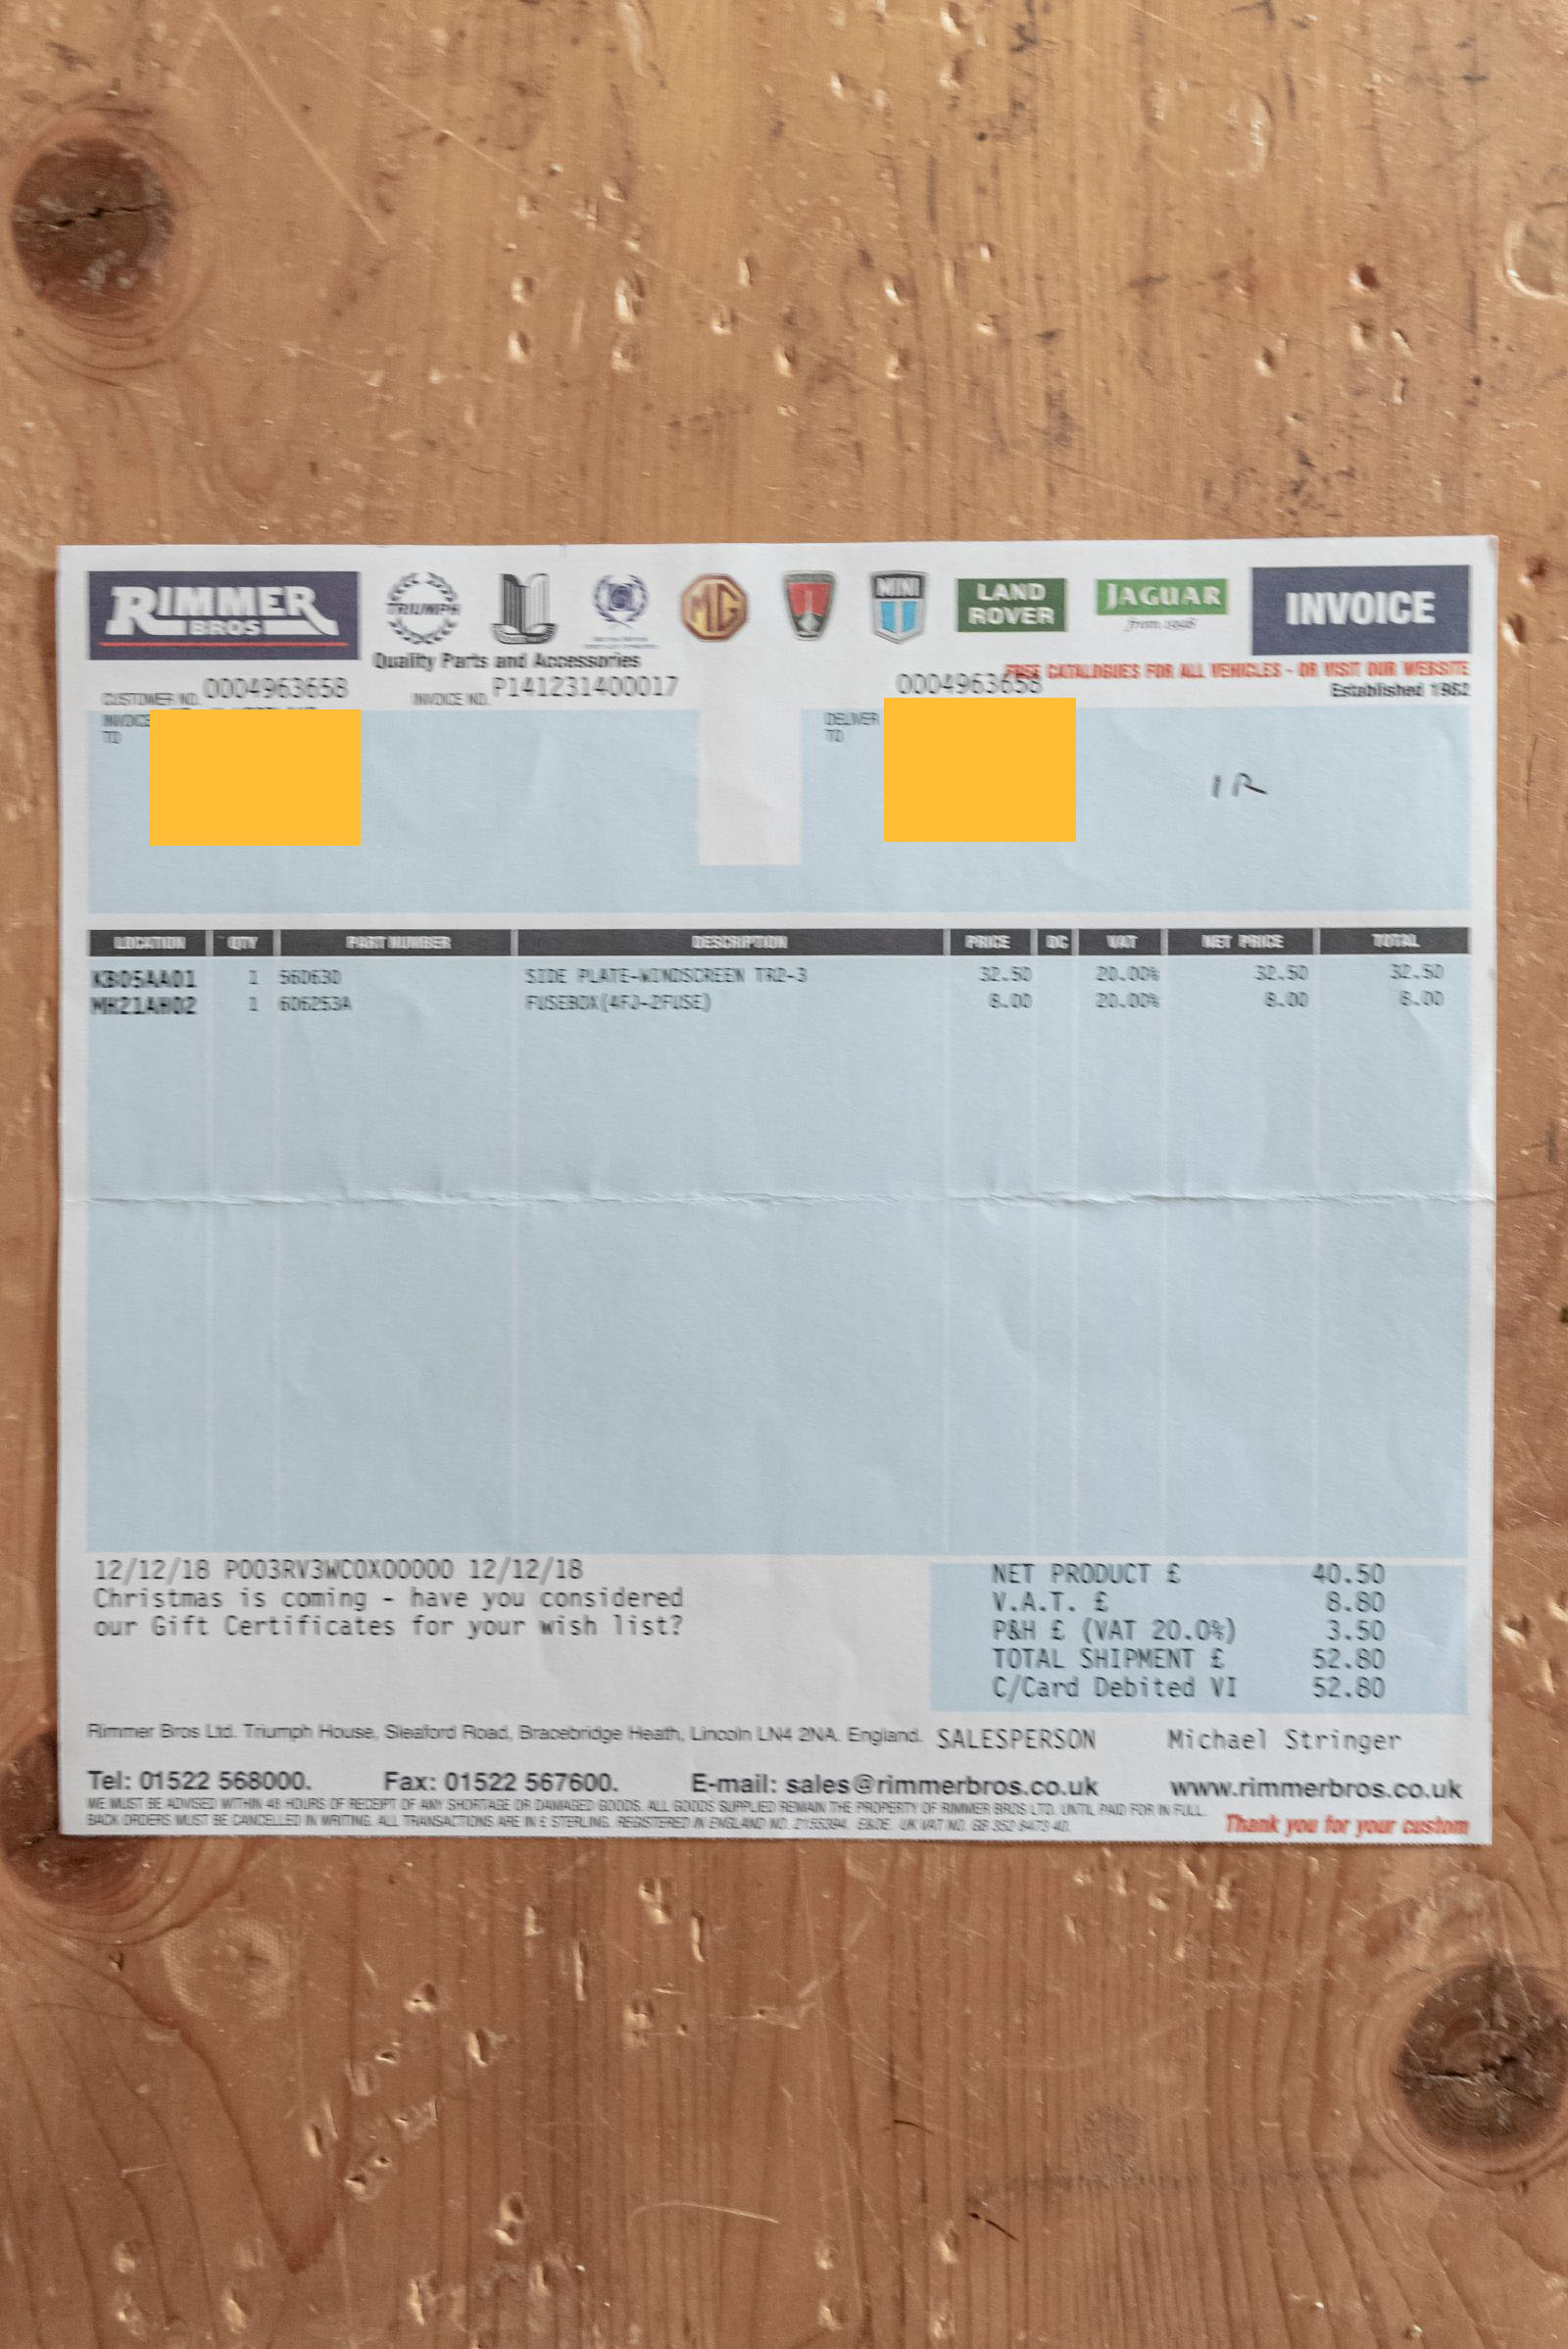 RIMMER
BROS
TRIUMPH
MG
MINI
LAND
ROVER
JAGUAR
from 1998
INVOICE
Quality Parts and Accessories
FREE CATALOGUES FOR ALL VEHICLES - OR VISIT OUR WEBSITE
Established 1982
CUSTOMER NO. 0004963658
INVOICE NO. P141231400017
0004963658
INVOICE
TO
DELIVER
TO
1R
LOCATION QTY PART NUMBER DESCRIPTION PRICE DC VAT NET PRICE TOTAL
KB05AA01 1 560630 SIDE PLATE-WINDSCREEN TR2-3 32.50 20.00% 32.50 32.50
MH21AH02 1 606253A FUSEBOX(4FJ-2FUSE) 8.00 20.00% 8.00 8.00
12/12/18 P003RV3WC0X00000 12/12/18
Christmas is coming - have you considered
our Gift Certificates for your wish list?
NET PRODUCT £ 40.50
V.A.T. £ 8.80
P&H £ (VAT 20.0%) 3.50
TOTAL SHIPMENT £ 52.80
C/Card Debited VI 52.80
Rimmer Bros Ltd. Triumph House, Sleaford Road, Bracebridge Heath, Lincoln LN4 2NA. England.
SALESPERSON Michael Stringer
Tel: 01522 568000. Fax: 01522 567600. E-mail: sales@rimmerbros.co.uk www.rimmerbros.co.uk
WE MUST BE ADVISED WITHIN 48 HOURS OF RECEIPT OF ANY SHORTAGE OR DAMAGED GOODS. ALL GOODS SUPPLIED REMAIN THE PROPERTY OF RIMMER BROS LTD. UNTIL PAID FOR IN FULL.
BACK ORDERS MUST BE CANCELLED IN WRITING. ALL TRANSACTIONS ARE IN £ STERLING. REGISTERED IN ENGLAND NO. 2155394. E&OE. UK VAT NO. GB 352 8473 40.
Thank you for your custom